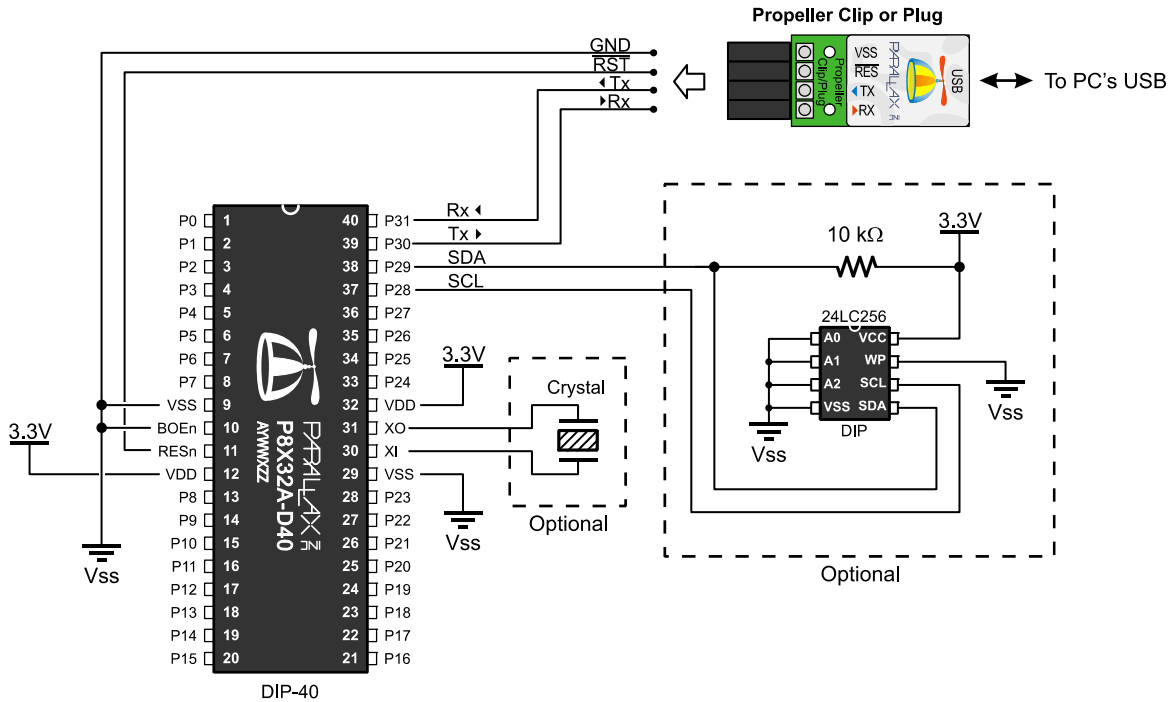 Propeller Clip or Plug
GND
RST
Tx
Rx
Propeller
Clip/Plug
VSS
RES
TX
RX
PARALLAX INC
USB
To PC's USB
P0 1 40 P31 Rx
P1 2 39 P30 Tx
P2 3 38 P29 SDA
P3 4 37 P28 SCL
P4 5 36 P27
P5 6 35 P26
P6 7 34 P25
P7 8 33 P24
VSS 9 32 VDD
BOEn 10 31 XO
RESn 11 30 XI
VDD 12 29 VSS
P8 13 28 P23
P9 14 27 P22
P10 15 26 P21
P11 16 25 P20
P12 17 24 P19
P13 18 23 P18
P14 19 22 P17
P15 20 21 P16
PARALLAX INC
P8X32A-D40
AYWWXZZ
DIP-40
3.3V
Vss
3.3V
Vss
Crystal
Optional
10 kΩ
3.3V
24LC256
A0 VCC
A1 WP
A2 SCL
VSS SDA
DIP
Vss
Vss
Optional